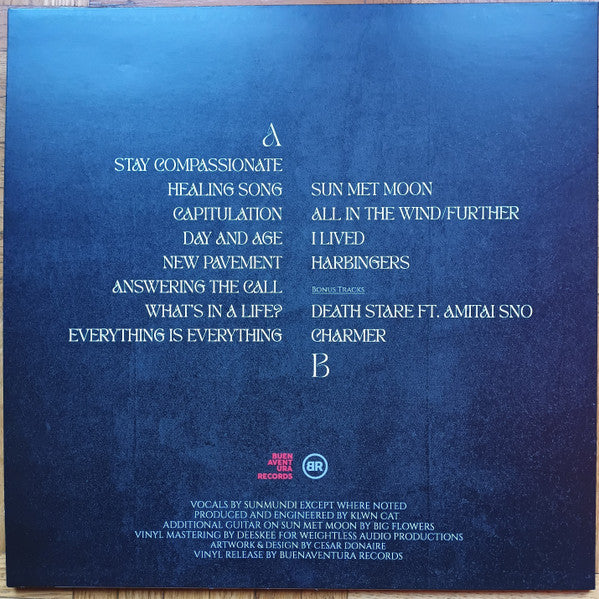 A
STAY COMPASSIONATE
HEALING SONG
CAPITULATION
DAY AND AGE
NEW PAVEMENT
ANSWERING THE CALL
WHAT'S IN A LIFE?
EVERYTHING IS EVERYTHING
SUN MET MOON
ALL IN THE WIND/FURTHER
I LIVED
HARBINGERS
BONUS TRACKS
DEATH STARE FT. AMITAI SNO
CHARMER
B
BUEN
AVENT
URA
RECORDS
BR
VOCALS BY SUNMUNDI EXCEPT WHERE NOTED
PRODUCED AND ENGINEERED BY KLWN CAT
ADDITIONAL GUITAR ON SUN MET MOON BY BIG FLOWERS
VINYL MASTERING BY DEESKEE FOR WEIGHTLESS AUDIO PRODUCTIONS
ARTWORK & DESIGN BY CESAR DONAIRE
VINYL RELEASE BY BUENAVENTURA RECORDS